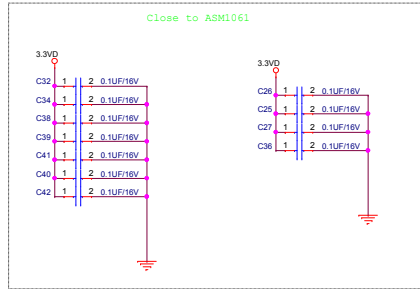 Close to ASM1061
3.3VD
C32 1 2 0.1UF/16V
C34 1 2 0.1UF/16V
C38 1 2 0.1UF/16V
C39 1 2 0.1UF/16V
C41 1 2 0.1UF/16V
C40 1 2 0.1UF/16V
C42 1 2 0.1UF/16V
3.3VD
C26 1 2 0.1UF/16V
C25 1 2 0.1UF/16V
C27 1 2 0.1UF/16V
C36 1 2 0.1UF/16V